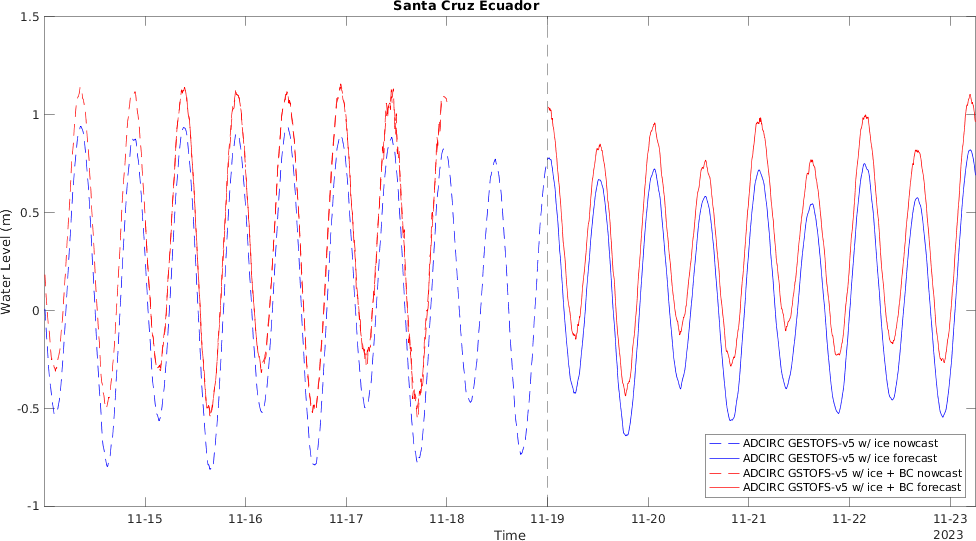 Santa Cruz Ecuador
Water Level (m)
1.5
1
0.5
0
-0.5
-1
11-15
11-16
11-17
11-18
11-19
11-20
11-21
11-22
11-23
2023
Time
ADCIRC GESTOFS-v5 w/ ice nowcast
ADCIRC GESTOFS-v5 w/ ice forecast
ADCIRC GSTOFS-v5 w/ ice + BC nowcast
ADCIRC GSTOFS-v5 w/ ice + BC forecast